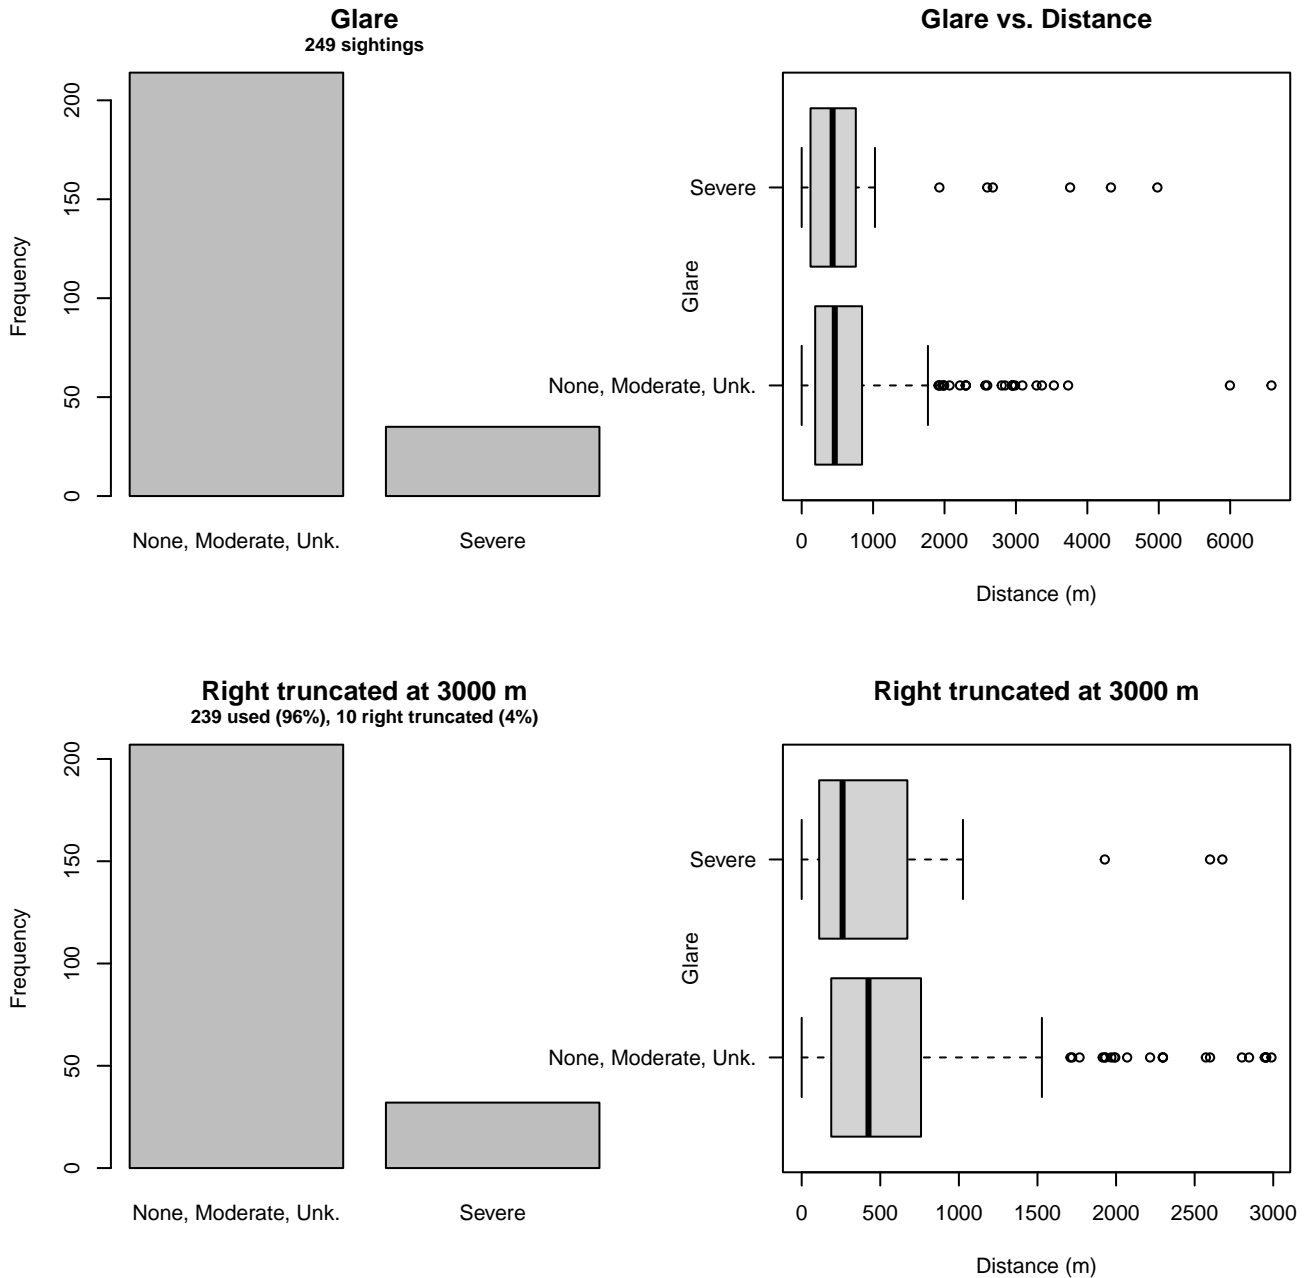 Glare
249 sightings
Frequency
0
50
100
150
200
None, Moderate, Unk.
Severe
Glare vs. Distance
Glare
Severe
None, Moderate, Unk.
0 1000 2000 3000 4000 5000 6000
Distance (m)
Right truncated at 3000 m
239 used (96%), 10 right truncated (4%)
Frequency
0
50
100
150
200
None, Moderate, Unk.
Severe
Right truncated at 3000 m
Glare
Severe
None, Moderate, Unk.
0 500 1000 1500 2000 2500 3000
Distance (m)